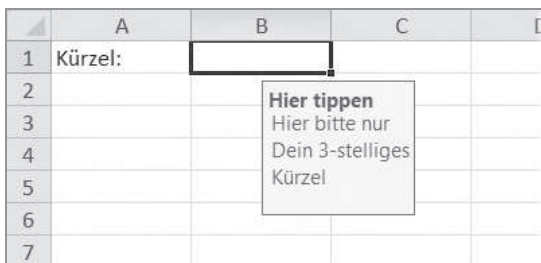 A B C
1 Kürzel:
2
Hier tippen
3 Hier bitte nur
4 Dein 3-stelliges
5 Kürzel
6
7